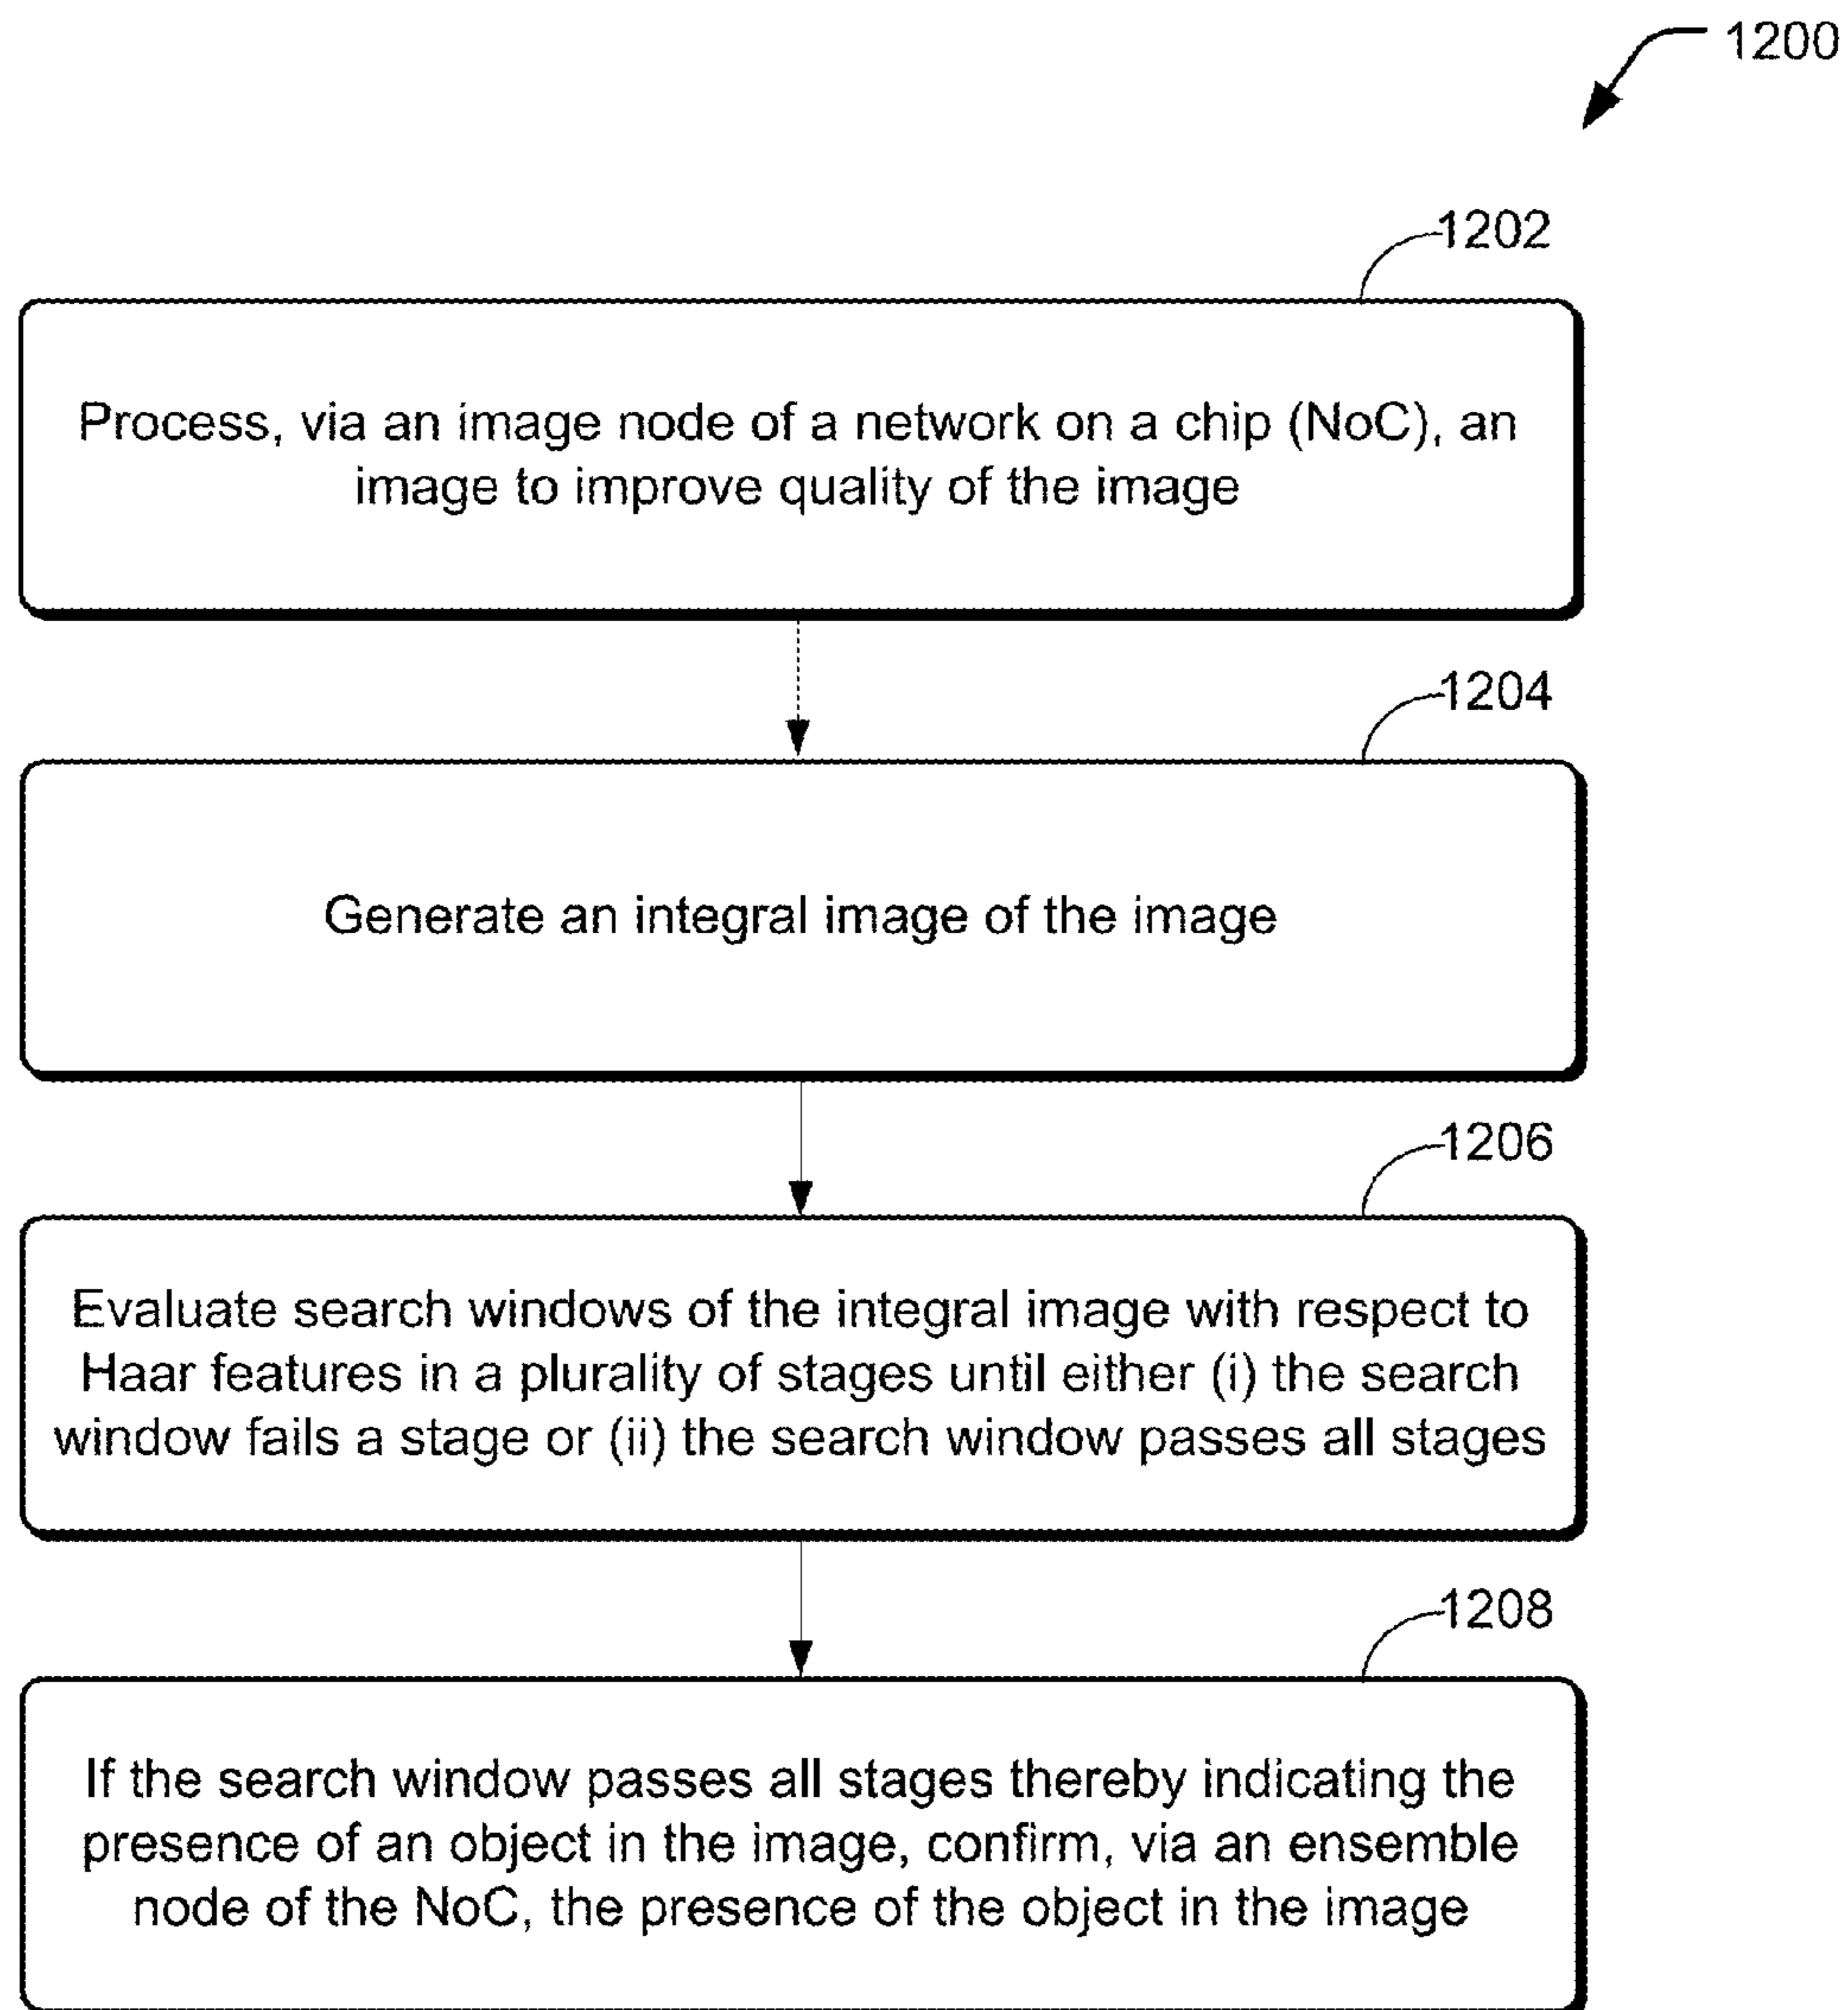 1200
1202
Process, via an image node of a network on a chip (NoC), an
image to improve quality of the image
1204
Generate an integral image of the image
1206
Evaluate search windows of the integral image with respect to
Haar features in a plurality of stages until either (i) the search
window fails a stage or (ii) the search window passes all stages
1208
If the search window passes all stages thereby indicating the
presence of an object in the image, confirm, via an ensemble
node of the NoC, the presence of the object in the image